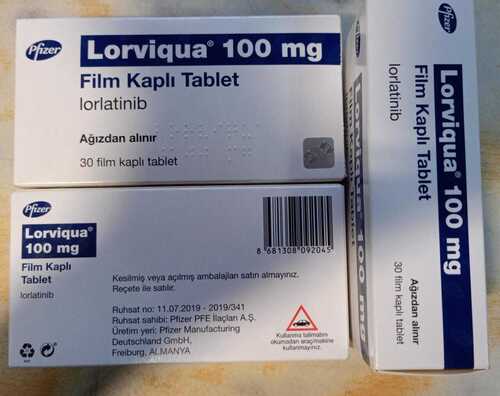 Pfizer
Lorviqua® 100 mg
Film Kaplı Tablet
lorlatinib
Ağızdan alınır
30 film kaplı tablet
Pfizer
Lorviqua®
100 mg
Film Kaplı
Tablet
lorlatinib
8 681308 092045
Kesilmiş veya açılmış ambalajları satın almayınız.
Reçete ile satılır.
Ruhsat no: 11.07.2019 - 2019/341
Ruhsat sahibi: Pfizer PFE İlaçları A.Ş.
Üretim yeri: Pfizer Manufacturing
Deutschland GmbH,
Freiburg, ALMANYA
Kullanma talimatını
okumadan araç/makine
kullanmayınız.
Pfizer
Lorviqua® 100 mg
Film Kaplı Tablet
lorlatinib
Ağızdan alınır
30 film kaplı tablet
Lorviqua® 100 mg